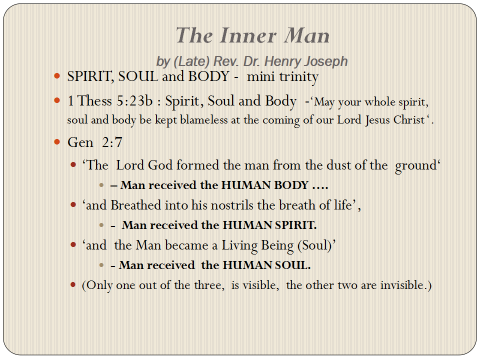 The Inner Man
by (Late) Rev. Dr. Henry Joseph
• SPIRIT, SOUL and BODY - mini trinity
• 1 Thess 5:23b : Spirit, Soul and Body -‘May your whole spirit,
soul and body be kept blameless at the coming of our Lord Jesus Christ‘.
• Gen 2:7
• ‘The Lord God formed the man from the dust of the ground‘
• – Man received the HUMAN BODY ….
• ‘and Breathed into his nostrils the breath of life’,
• - Man received the HUMAN SPIRIT.
• ‘and the Man became a Living Being (Soul)’
• - Man received the HUMAN SOUL.
• (Only one out of the three, is visible, the other two are invisible.)